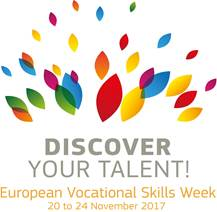 DISCOVER
YOUR TALENT!
European Vocational Skills Week
20 to 24 November 2017